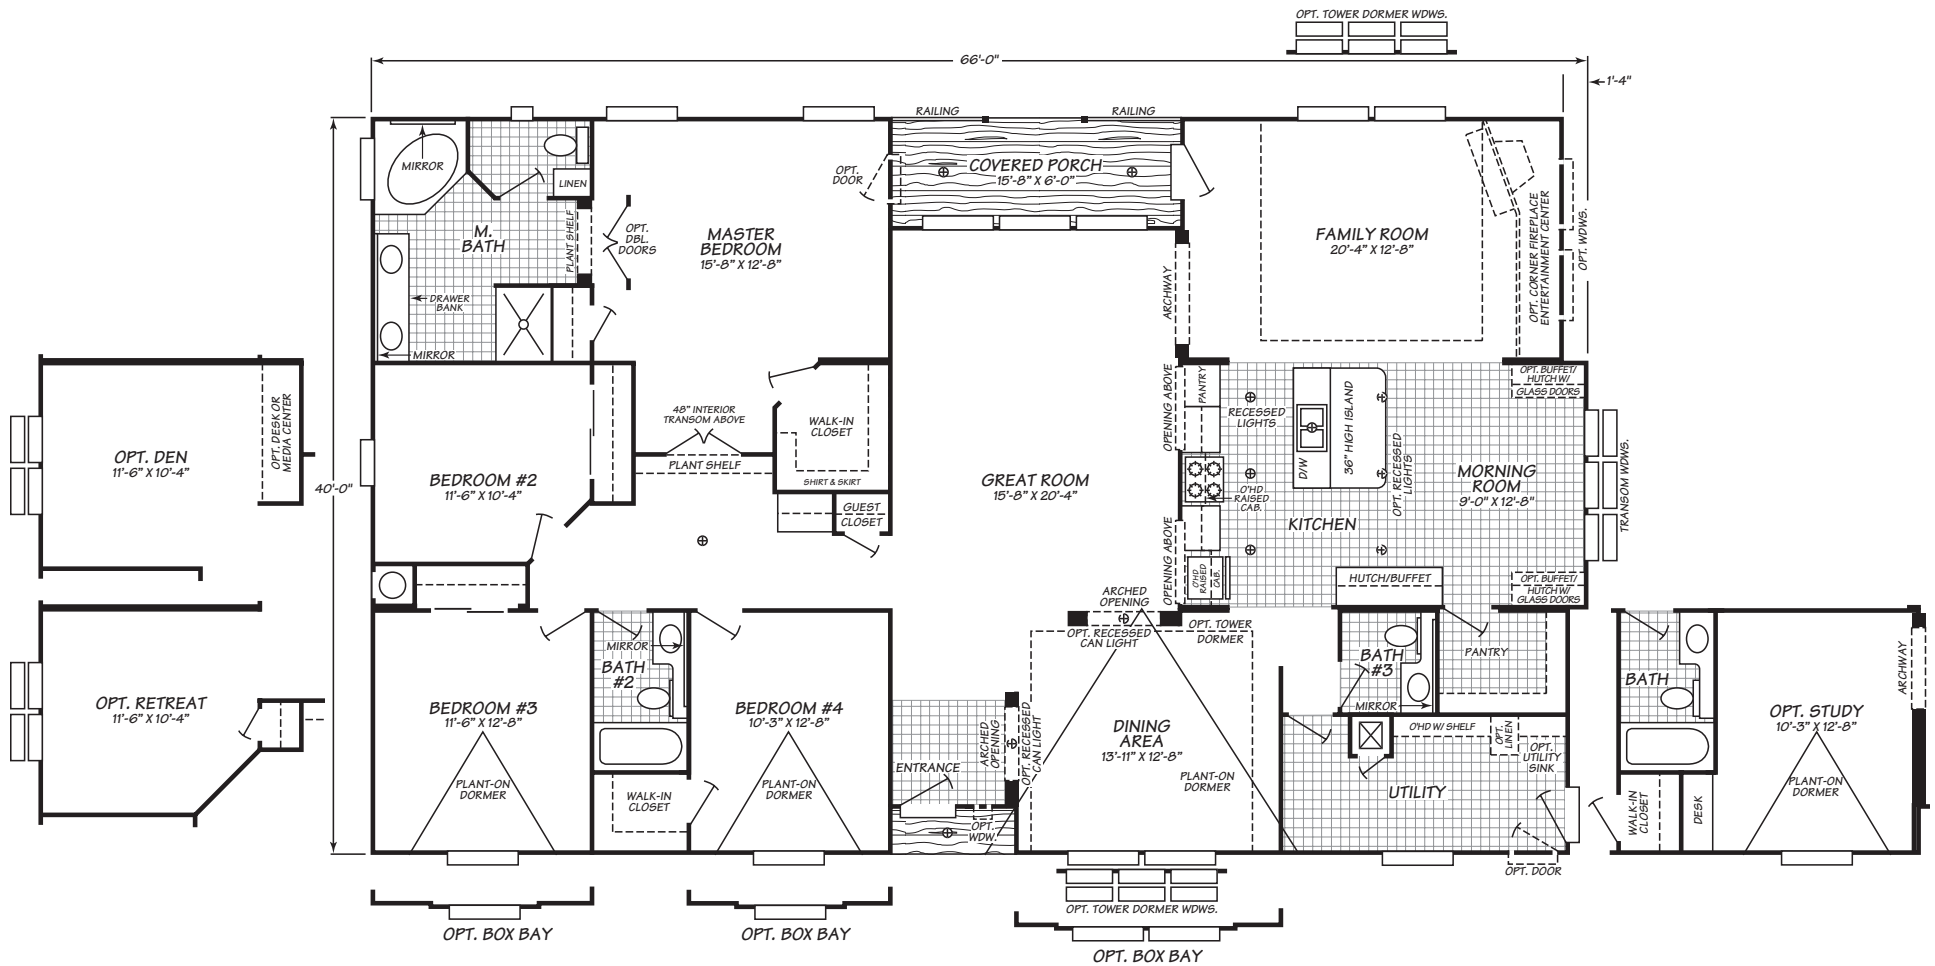 OPT. TOWER DORMER WDWS.
66'-0"
1'-4"
RAILING
RAILING
MIRROR
LINEN
OPT.
DOOR
COVERED PORCH
15'-8" X 6'-0"
M.
BATH
PLANT SHELF
OPT.
DBL.
DOORS
MASTER
BEDROOM
15'-8" X 12'-8"
FAMILY ROOM
20'-4" X 12'-8"
OPT. CORNER FIREPLACE
ENTERTAINMENT CENTER
OPT. WDWS.
DRAWER
BANK
MIRROR
ARCHWAY
OPT. DEN
11'-6" X 10'-4"
OPT. DESK OR
MEDIA CENTER
40'-0"
BEDROOM #2
11'-6" X 10'-4"
48" INTERIOR
TRANSOM ABOVE
PLANT SHELF
WALK-IN
CLOSET
SHIRT & SKIRT
GUEST
CLOSET
GREAT ROOM
15'-8" X 20'-4"
OPENING ABOVE
PANTRY
RECESSED
LIGHTS
D/W
36" HIGH ISLAND
OPT. RECESSED
LIGHTS
OPT. BUFFET/
HUTCH W/
GLASS DOORS
MORNING
ROOM
9'-0" X 12'-8"
TRANSOM WDWS.
O'HD
RAISED
CAB.
KITCHEN
OPENING ABOVE
O'HD
RAISED
CAB.
HUTCH/BUFFET
OPT. BUFFET/
HUTCH W/
GLASS DOORS
OPT. RETREAT
11'-6" X 10'-4"
BEDROOM #3
11'-6" X 12'-8"
PLANT-ON
DORMER
MIRROR
BATH
#2
WALK-IN
CLOSET
BEDROOM #4
10'-3" X 12'-8"
PLANT-ON
DORMER
ARCHED
OPENING
OPT. RECESSED
CAN LIGHT
OPT. TOWER
DORMER
ENTRANCE
ARCHED
OPENING
OPT. RECESSED
CAN LIGHT
OPT.
WDW.
DINING
AREA
13'-11" X 12'-8"
PLANT-ON
DORMER
BATH
#3
MIRROR
PANTRY
O'HD W/ SHELF
OPT.
LINEN
OPT.
UTILITY
SINK
UTILITY
OPT. DOOR
BATH
WALK-IN
CLOSET
DESK
OPT. STUDY
10'-3" X 12'-8"
PLANT-ON
DORMER
ARCHWAY
OPT. BOX BAY
OPT. BOX BAY
OPT. TOWER DORMER WDWS.
OPT. BOX BAY